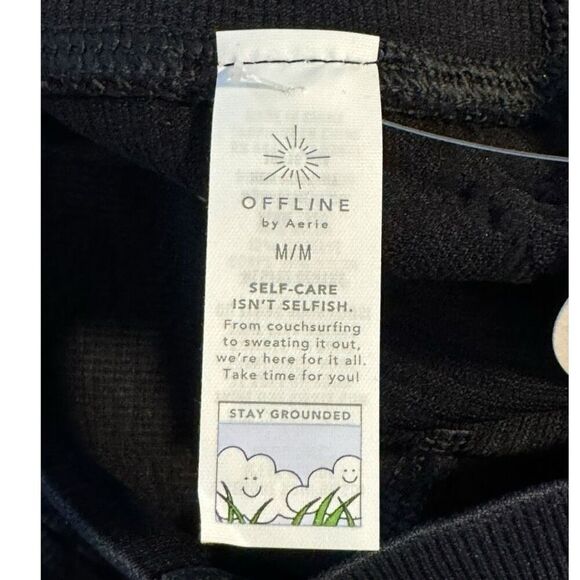 OFFLINE
by Aerie
M/M
SELF-CARE
ISN'T SELFISH.
From couchsurfing
to sweating it out,
we're here for it all.
Take time for you!
STAY GROUNDED